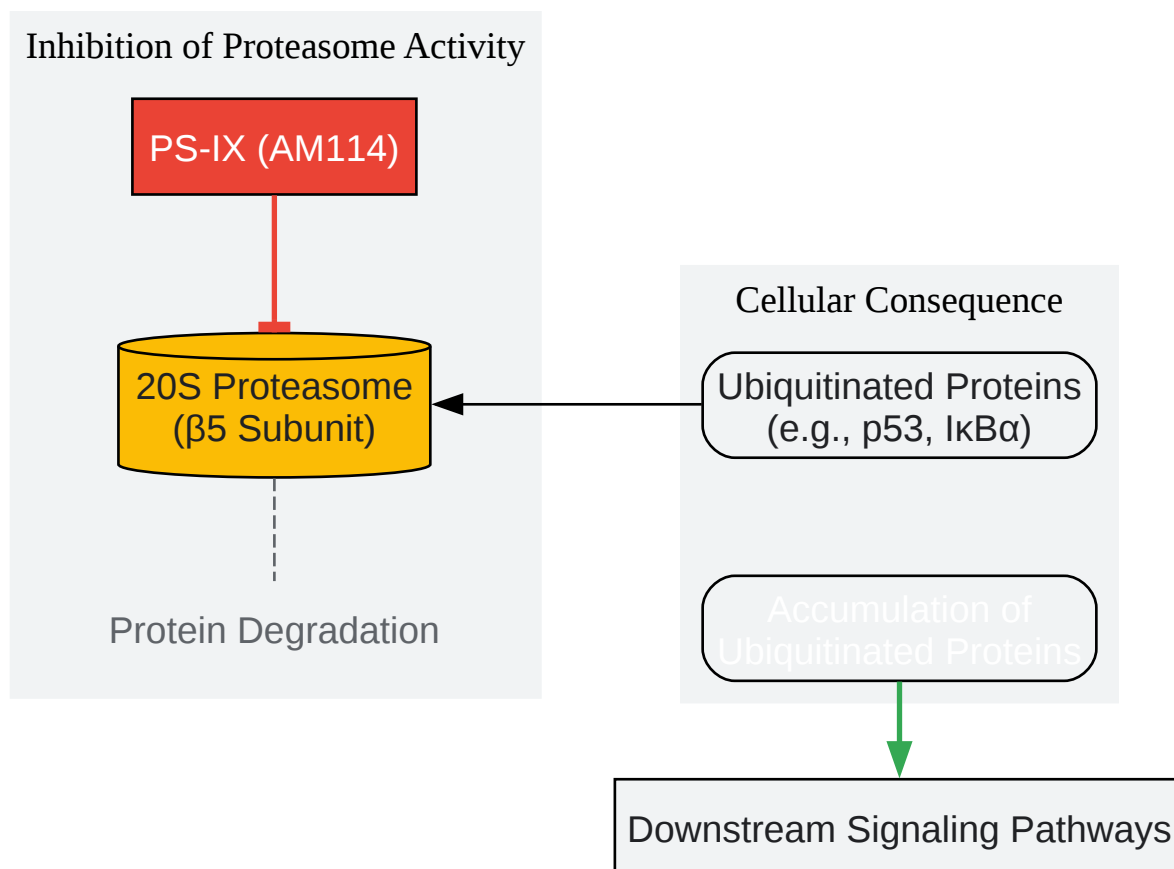 Inhibition of Proteasome Activity
PS-IX (AM114)
20S Proteasome
(β5 Subunit)
Protein Degradation
Cellular Consequence
Ubiquitinated Proteins
(e.g., p53, IκBα)
Accumulation of
Ubiquitinated Proteins
Downstream Signaling Pathways